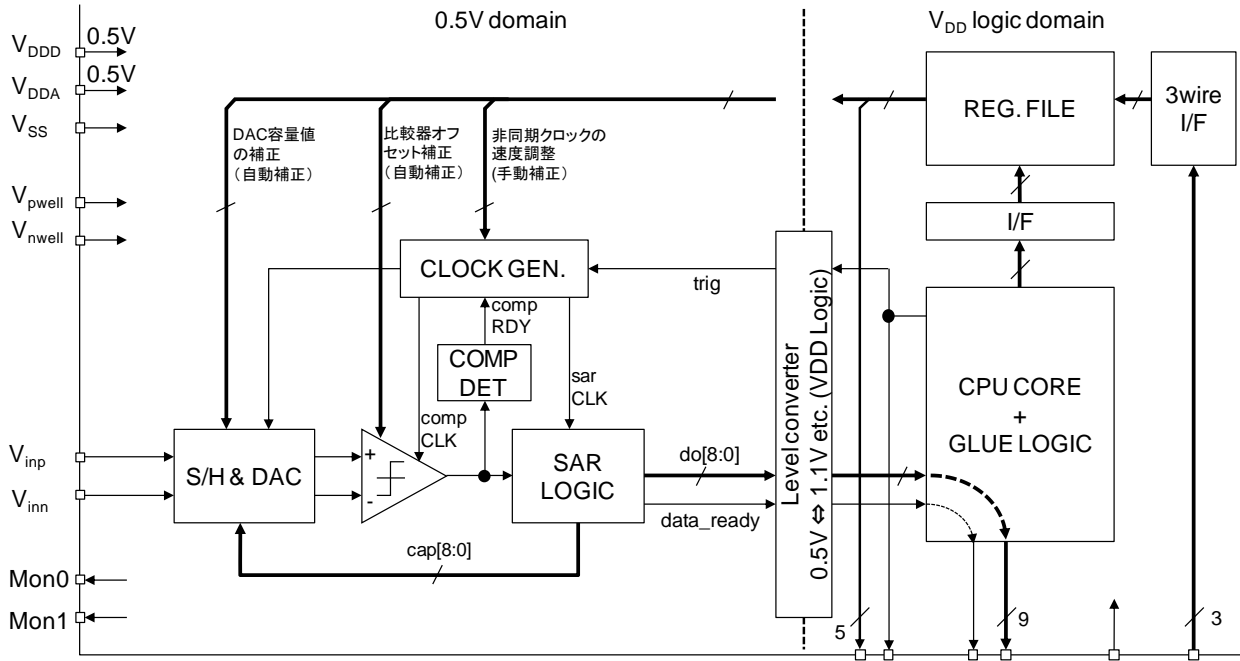 0.5V domain
V_DD logic domain
V_DDD
0.5V
V_DDA
0.5V
V_SS
V_pwell
V_nwell
DAC容量値
の補正
（自動補正）
比較器オフ
セット補正
（自動補正）
非同期クロックの
速度調整
(手動補正）
REG. FILE
3wire
I/F
I/F
CLOCK GEN.
trig
comp
RDY
COMP
DET
sar
CLK
comp
CLK
Level converter
0.5V ⇔ 1.1V etc. (VDD Logic)
CPU CORE
+
GLUE LOGIC
V_inp
V_inn
S/H & DAC
+
-
SAR
LOGIC
do[8:0]
data_ready
cap[8:0]
Mon0
Mon1
5
9
3